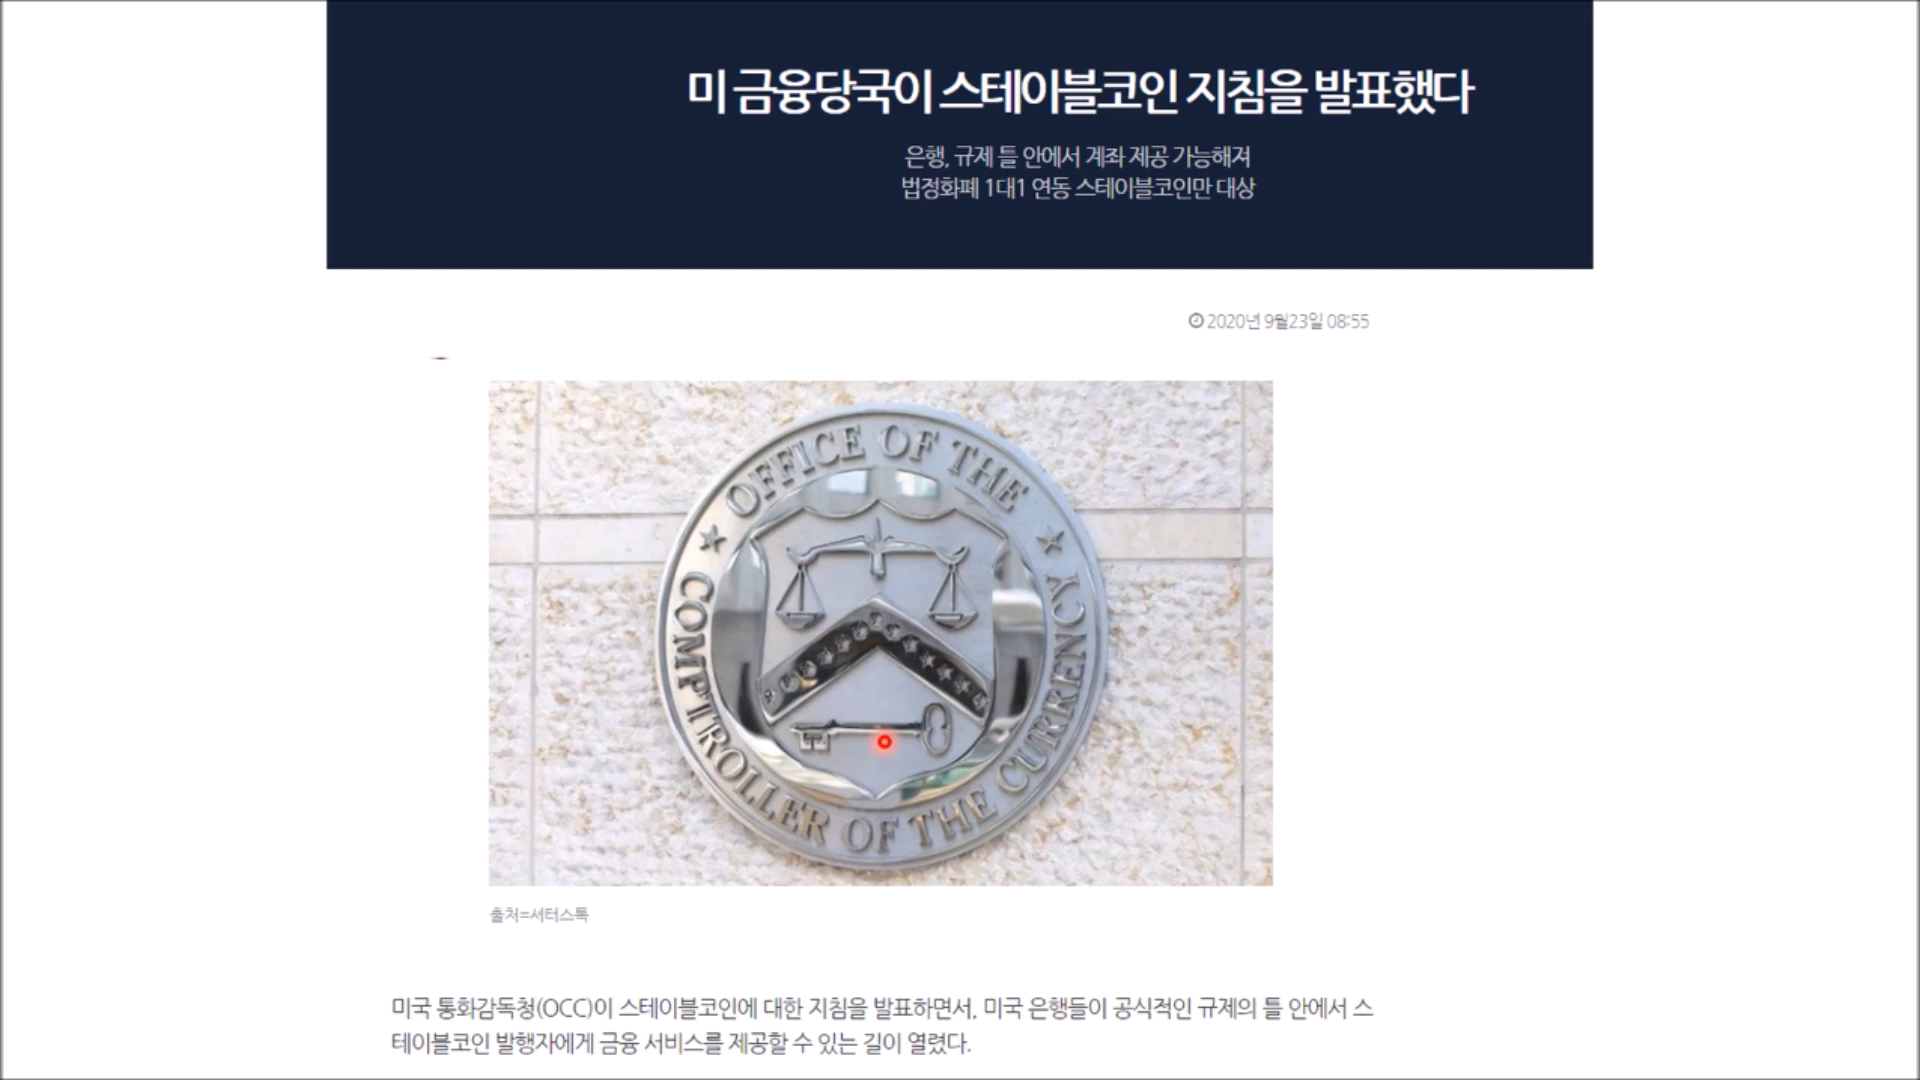 미 금융당국이 스테이블코인 지침을 발표했다
은행, 규제 틀 안에서 계좌 제공 가능해져
법정화폐 1대1 연동 스테이블코인만 대상
2020년 9월23일 08:55
OFFICE OF THE
COMPTROLLER OF THE CURRENCY
출처=셔터스톡
미국 통화감독청(OCC)이 스테이블코인에 대한 지침을 발표하면서, 미국 은행들이 공식적인 규제의 틀 안에서 스
테이블코인 발행자에게 금융 서비스를 제공할 수 있는 길이 열렸다.